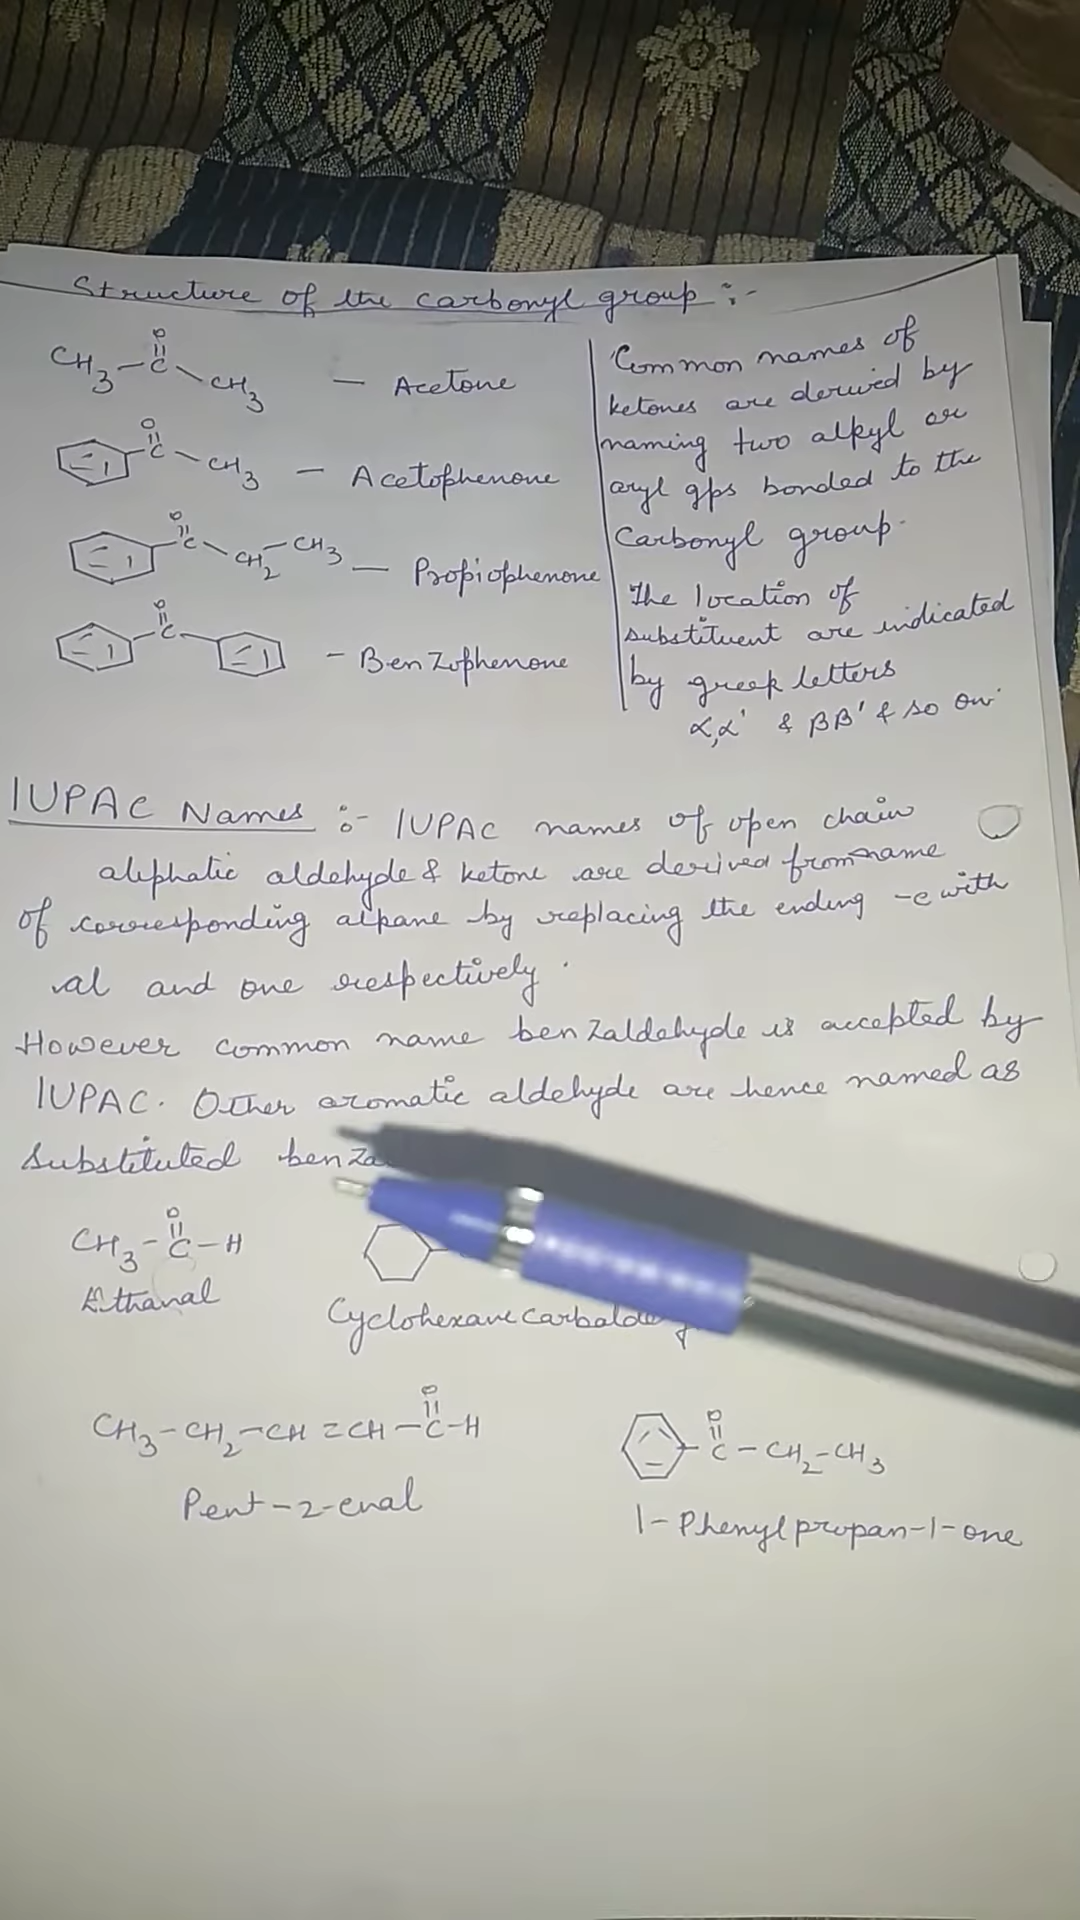 Structure of the carbonyl group :-
O
CH3 - C - CH3 — Acetone
O
C - CH3 — Acetophenone
O
C - CH2 - CH3 — Propiophenone
O
C - — Benzophenone
Common names of
ketones are derived by
naming two alkyl or
aryl gps bonded to the
Carbonyl group.
The location of
substituent are indicated
by greek letters
α,α' & ββ' & so on.
IUPAC Names :- IUPAC names of open chain
aliphatic aldehyde & ketone are derived from name
of corresponding alkane by replacing the ending -e with
al and one respectively.
However common name benzaldehyde is accepted by
IUPAC. Other aromatic aldehyde are hence named as
substituted
O
CH3 - C - H
Ethanal
O
CH3 - CH2 - CH = CH - C - H
Pent-2-enal
O
C - CH2 - CH3
1-Phenylpropan-1-one